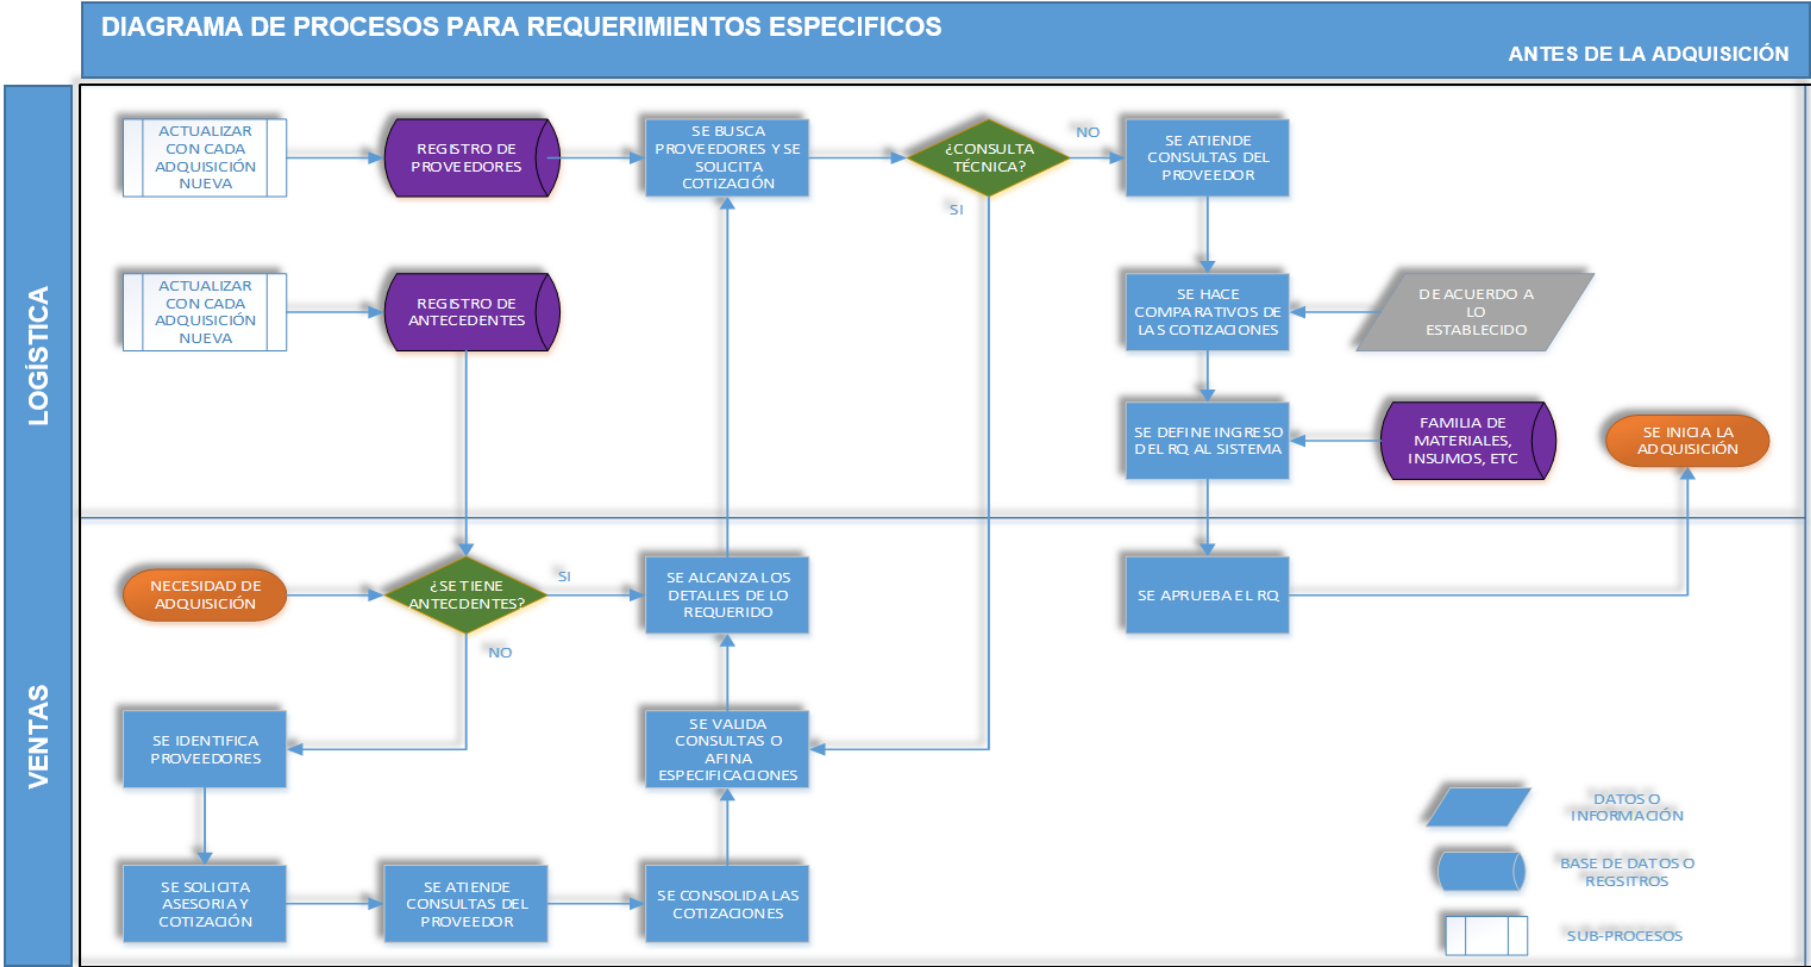 DIAGRAMA DE PROCESOS PARA REQUERIMIENTOS ESPECIFICOS
ANTES DE LA ADQUISICIÓN
LOGÍSTICA
ACTUALIZAR
CON CADA
ADQUISICIÓN
NUEVA
REGISTRO DE
PROVEEDORES
SE BUSCA
PROVEEDORES Y SE
SOLICITA
COTIZACIÓN
¿CONSULTA
TÉCNICA?
NO
SI
SE ATIENDE
CONSULTAS DEL
PROVEEDOR
ACTUALIZAR
CON CADA
ADQUISICIÓN
NUEVA
REGISTRO DE
ANTECEDENTES
SE HACE
COMPARATIVOS DE
LAS COTIZACIONES
DE ACUERDO A
LO
ESTABLECIDO
SE DEFINE INGRESO
DEL RQ AL SISTEMA
FAMILIA DE
MATERIALES,
INSUMOS, ETC
SE INICIA LA
ADQUISICIÓN
VENTAS
NECESIDAD DE
ADQUISICIÓN
¿SE TIENE
ANTECDENTES?
SI
NO
SE ALCANZA LOS
DETALLES DE LO
REQUERIDO
SE APRUEBA EL RQ
SE IDENTIFICA
PROVEEDORES
SE VALIDA
CONSULTAS O
AFINA
ESPECIFICACIONES
SE SOLICITA
ASESORIA Y
COTIZACIÓN
SE ATIENDE
CONSULTAS DEL
PROVEEDOR
SE CONSOLIDA LAS
COTIZACIONES
DATOS O
INFORMACIÓN
BASE DE DATOS O
REGSITROS
SUB-PROCESOS